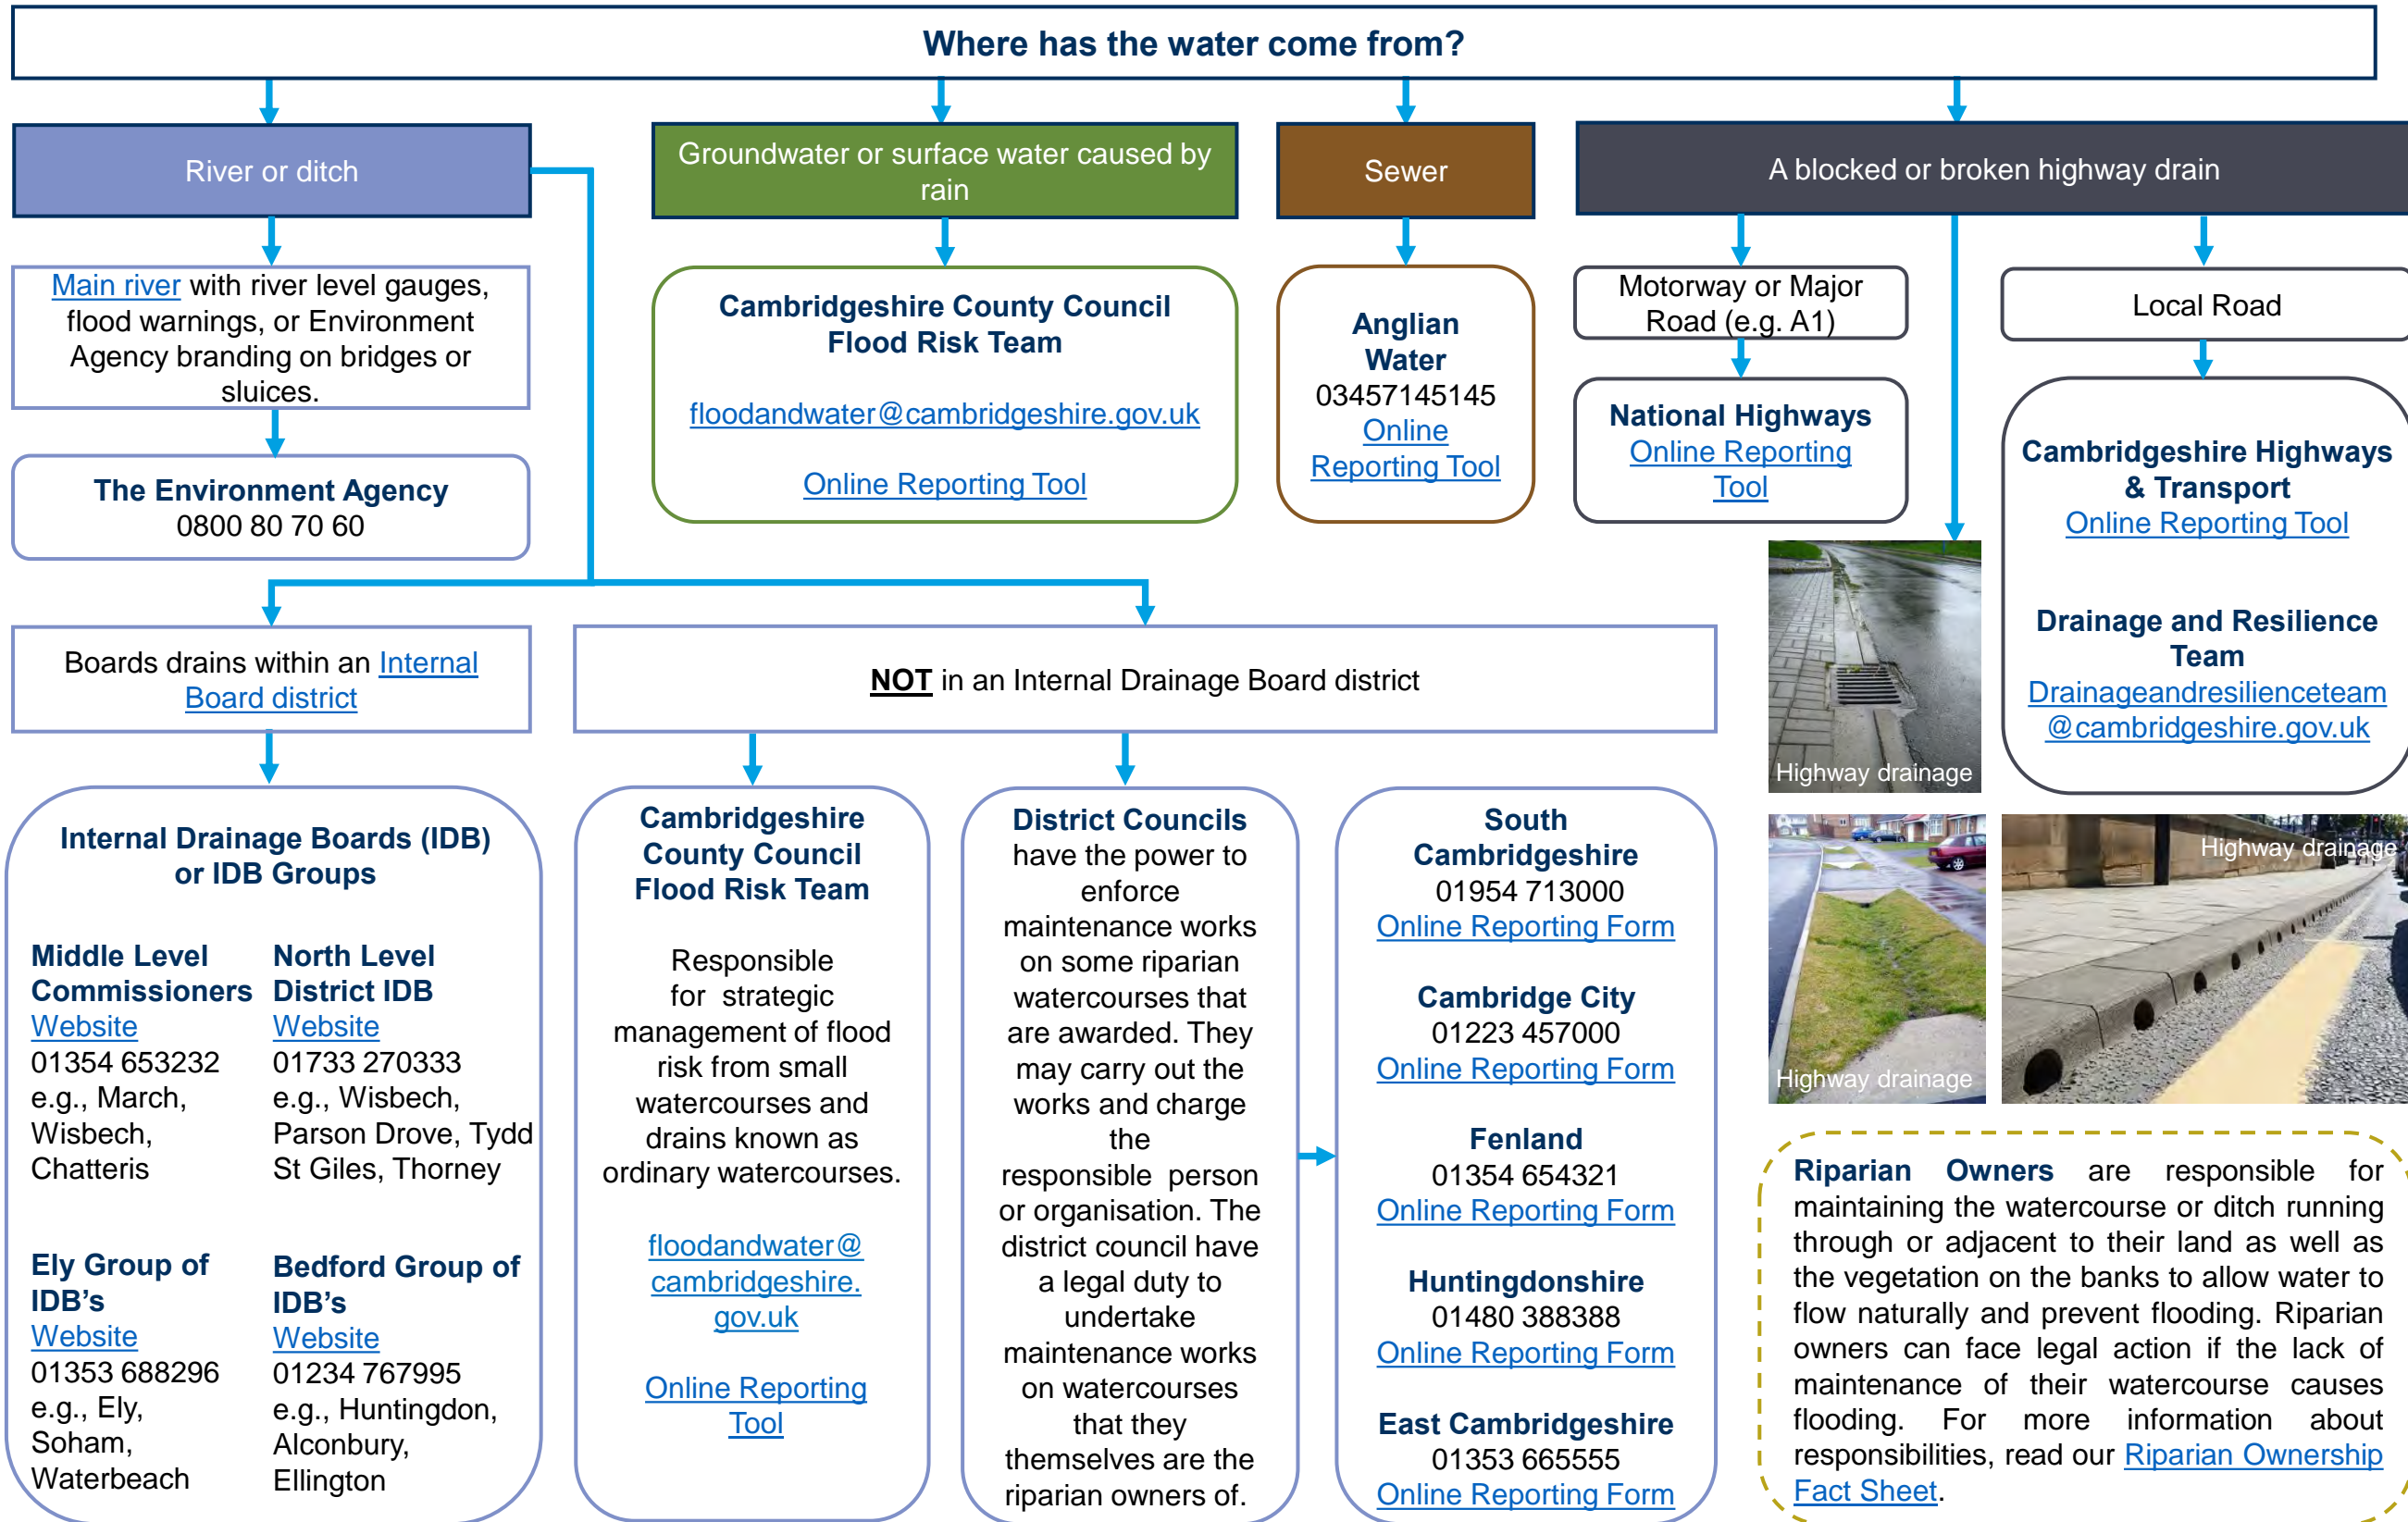 Where has the water come from?
River or ditch
Groundwater or surface water caused by
rain
Sewer
A blocked or broken highway drain
Main river with river level gauges,
flood warnings, or Environment
Agency branding on bridges or
sluices.
The Environment Agency
0800 80 70 60
Cambridgeshire County Council
Flood Risk Team
floodandwater@cambridgeshire.gov.uk
Online Reporting Tool
Anglian
Water
03457145145
Online
Reporting Tool
Motorway or Major
Road (e.g. A1)
National Highways
Online Reporting
Tool
Local Road
Cambridgeshire Highways
& Transport
Online Reporting Tool
Drainage and Resilience
Team
Drainageandresilienceteam
@cambridgeshire.gov.uk
Boards drains within an Internal
Board district
NOT in an Internal Drainage Board district
Internal Drainage Boards (IDB)
or IDB Groups
Middle Level
Commissioners
Website
01354 653232
e.g., March,
Wisbech,
Chatteris
North Level
District IDB
Website
01733 270333
e.g., Wisbech,
Parson Drove, Tydd
St Giles, Thorney
Ely Group of
IDB's
Website
01353 688296
e.g., Ely,
Soham,
Waterbeach
Bedford Group of
IDB's
Website
01234 767995
e.g., Huntingdon,
Alconbury,
Ellington
Cambridgeshire
County Council
Flood Risk Team
Responsible
for strategic
management of flood
risk from small
watercourses and
drains known as
ordinary watercourses.
floodandwater@
cambridgeshire.
gov.uk
Online Reporting
Tool
District Councils
have the power to
enforce
maintenance works
on some riparian
watercourses that
are awarded. They
may carry out the
works and charge
the
responsible person
or organisation. The
district council have
a legal duty to
undertake
maintenance works
on watercourses
that they
themselves are the
riparian owners of.
South
Cambridgeshire
01954 713000
Online Reporting Form
Cambridge City
01223 457000
Online Reporting Form
Fenland
01354 654321
Online Reporting Form
Huntingdonshire
01480 388388
Online Reporting Form
East Cambridgeshire
01353 665555
Online Reporting Form
Highway drainage
Highway drainage
Highway drainage
Riparian Owners are responsible for
maintaining the watercourse or ditch running
through or adjacent to their land as well as
the vegetation on the banks to allow water to
flow naturally and prevent flooding. Riparian
owners can face legal action if the lack of
maintenance of their watercourse causes
flooding. For more information about
responsibilities, read our Riparian Ownership
Fact Sheet.